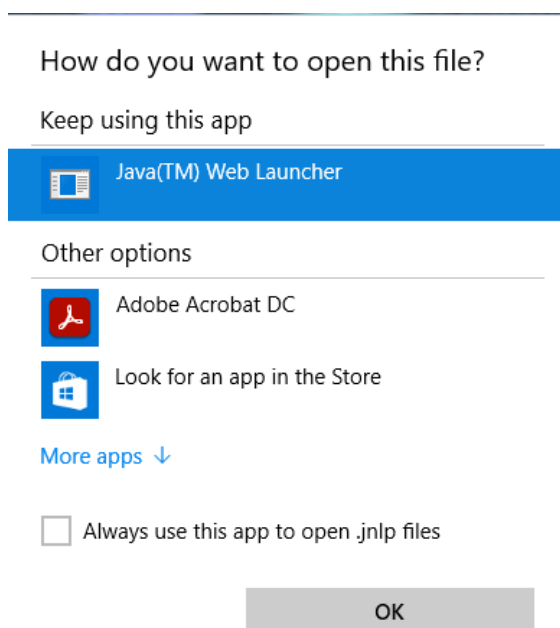 How do you want to open this file?
Keep using this app
Java(TM) Web Launcher
Other options
Adobe Acrobat DC
Look for an app in the Store
More apps ↓
Always use this app to open .jnlp files
OK